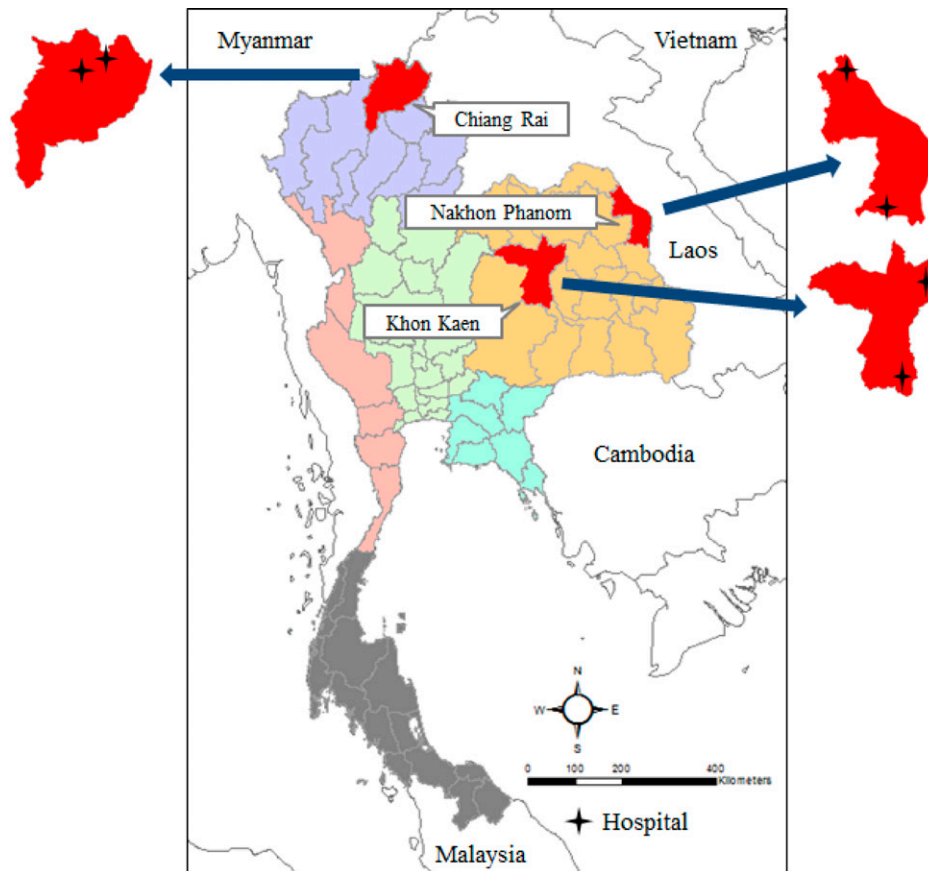 Myanmar
Vietnam
Chiang Rai
Nakhon Phanom
Laos
Khon Kaen
Cambodia
N
W E
S
0 100 200 400
Kilometers
Hospital
Malaysia